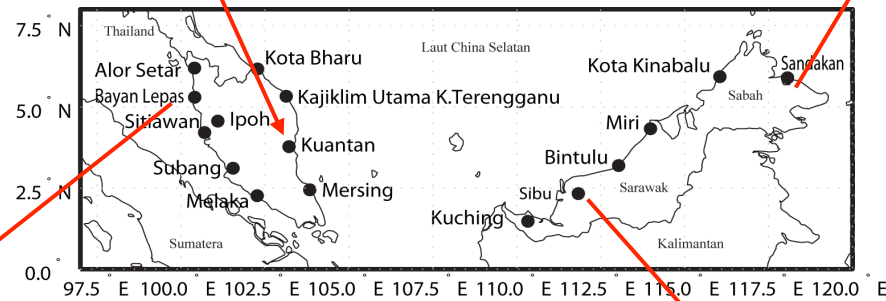 7.5 ° N
Thailand
Laut China Selatan
Kota Bharu
Alor Setar
Kota Kinabalu
Sandakan
Bayan Lepas
Kajiklim Utama K.Terengganu
Sabah
5.0 ° N
Sitiawan
Ipoh
Miri
Kuantan
Bintulu
Subang
Mersing
Sibu
Sarawak
2.5 ° N
Melaka
Kuching
Sumatera
Kalimantan
0.0 °
97.5 ° E 100.0 ° E 102.5 ° E 105.0 ° E 107.5 ° E 110.0 ° E 112.5 ° E 115.0 ° E 117.5 ° E 120.0 ° E